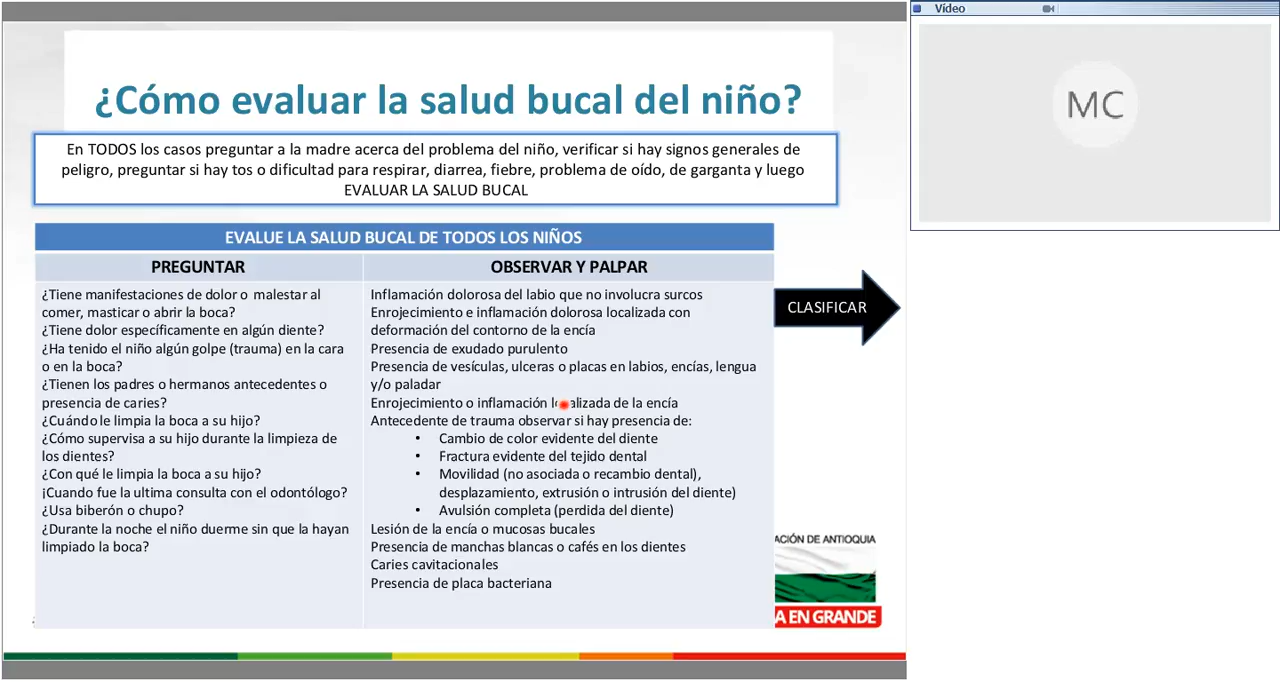 Vídeo
MC
¿Cómo evaluar la salud bucal del niño?
En TODOS los casos preguntar a la madre acerca del problema del niño, verificar si hay signos generales de
peligro, preguntar si hay tos o dificultad para respirar, diarrea, fiebre, problema de oído, de garganta y luego
EVALUAR LA SALUD BUCAL
EVALUE LA SALUD BUCAL DE TODOS LOS NIÑOS
PREGUNTAR
¿Tiene manifestaciones de dolor o malestar al
comer, masticar o abrir la boca?
¿Tiene dolor específicamente en algún diente?
¿Ha tenido el niño algún golpe (trauma) en la cara
o en la boca?
¿Tienen los padres o hermanos antecedentes o
presencia de caries?
¿Cuándo le limpia la boca a su hijo?
¿Cómo supervisa a su hijo durante la limpieza de
los dientes?
¿Con qué le limpia la boca a su hijo?
¡Cuando fue la ultima consulta con el odontólogo?
¿Usa biberón o chupo?
¿Durante la noche el niño duerme sin que la hayan
limpiado la boca?
OBSERVAR Y PALPAR
Inflamación dolorosa del labio que no involucra surcos
Enrojecimiento e inflamación dolorosa localizada con
deformación del contorno de la encía
Presencia de exudado purulento
Presencia de vesículas, ulceras o placas en labios, encías, lengua
y/o paladar
Enrojecimiento o inflamación localizada de la encía
Antecedente de trauma observar si hay presencia de:
• Cambio de color evidente del diente
• Fractura evidente del tejido dental
• Movilidad (no asociada o recambio dental),
desplazamiento, extrusión o intrusión del diente)
• Avulsión completa (perdida del diente)
Lesión de la encía o mucosas bucales
Presencia de manchas blancas o cafés en los dientes
Caries cavitacionales
Presencia de placa bacteriana
CLASIFICAR
ACIÓN DE ANTIOQUIA
A EN GRANDE